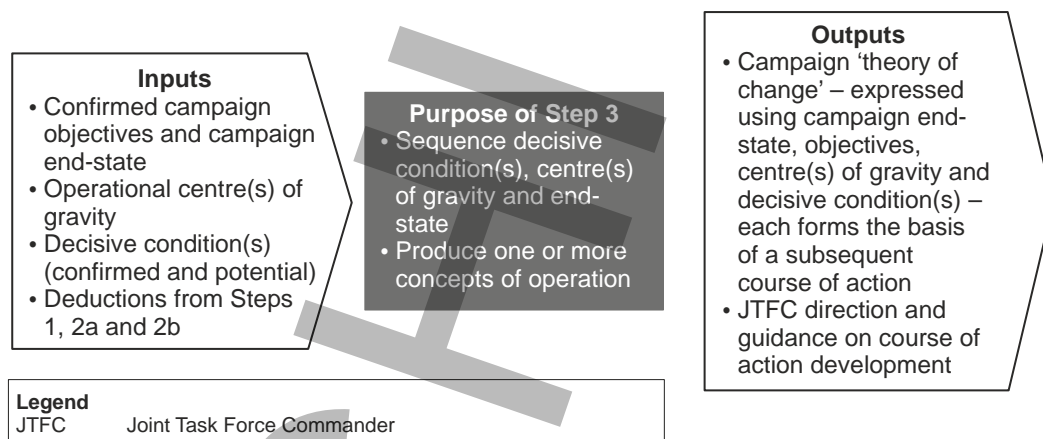 Inputs
• Confirmed campaign
objectives and campaign
end-state
• Operational centre(s) of
gravity
• Decisive condition(s)
(confirmed and potential)
• Deductions from Steps
1, 2a and 2b
Purpose of Step 3
• Sequence decisive
condition(s), centre(s)
of gravity and end-
state
• Produce one or more
concepts of operation
Outputs
• Campaign ‘theory of
change’ – expressed
using campaign end-
state, objectives,
centre(s) of gravity and
decisive condition(s) –
each forms the basis
of a subsequent
course of action
• JTFC direction and
guidance on course of
action development
Legend
JTFC Joint Task Force Commander